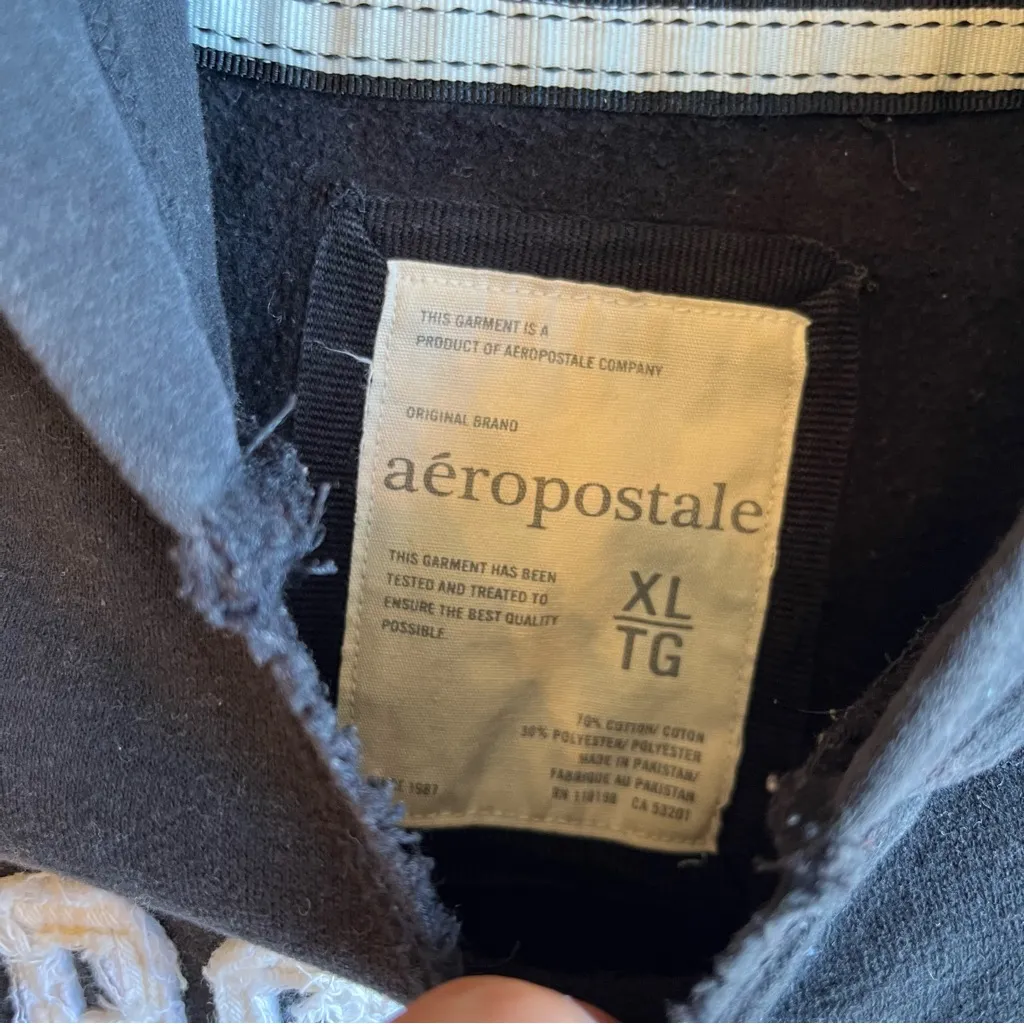 THIS GARMENT IS A
PRODUCT OF AEROPOSTALE COMPANY
ORIGINAL BRAND
aéropostale
THIS GARMENT HAS BEEN
TESTED AND TREATED TO
ENSURE THE BEST QUALITY
POSSIBLE
XL
TG
70% COTTON/ COTON
30% POLYESTER/ POLYESTER
MADE IN PAKISTAN/
FABRIQUE AU PAKISTAN
RN 118198 CA 53201
1987